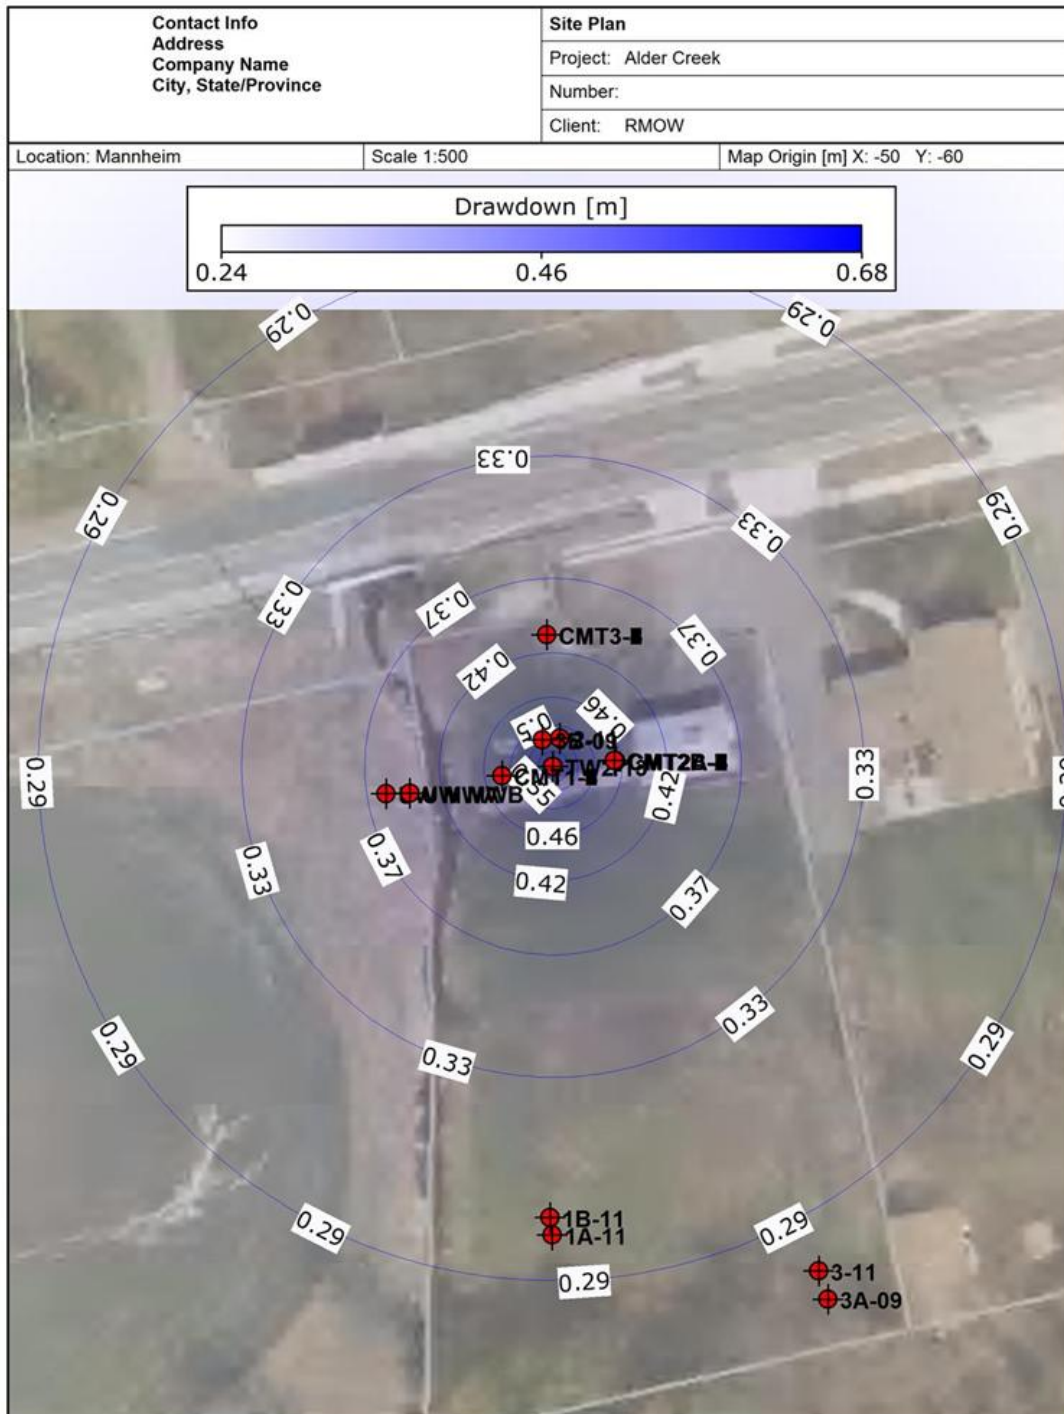 Contact Info
Address
Company Name
City, State/Province
Site Plan
Project: Alder Creek
Number:
Client: RMOW
Location: Mannheim
Scale 1:500
Map Origin [m] X: -50 Y: -60
Drawdown [m]
0.24 0.46 0.68
0.29
0.29
0.33
0.29
0.29
0.33
0.33
0.37
0.37
CMT3-
0.42
0.46
0.5
0.29
0.33
0.42
0.46
0.37
0.33
0.42
0.37
0.33
0.33
0.29
0.29
1B-11
0.29
0.29
1A-11
0.29
3-11
3A-09